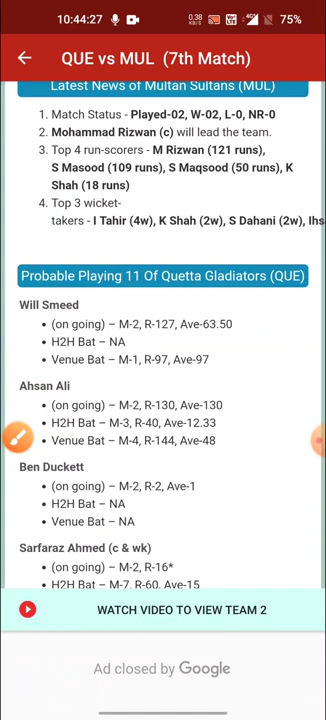 10:44:27
0.38
KB/S
4G
75%
QUE vs MUL (7th Match)
Latest News of Multan Sultans (MUL)
1. Match Status - Played-02, W-02, L-0, NR-0
2. Mohammad Rizwan (c) will lead the team.
3. Top 4 run-scorers - M Rizwan (121 runs),
S Masood (109 runs), S Maqsood (50 runs), K
Shah (18 runs)
4. Top 3 wicket-
takers - I Tahir (4w), K Shah (2w), S Dahani (2w), Ihs
Probable Playing 11 Of Quetta Gladiators (QUE)
Will Smeed
• (on going) – M-2, R-127, Ave-63.50
• H2H Bat – NA
• Venue Bat – M-1, R-97, Ave-97
Ahsan Ali
• (on going) – M-2, R-130, Ave-130
• H2H Bat – M-3, R-40, Ave-12.33
• Venue Bat – M-4, R-144, Ave-48
Ben Duckett
• (on going) – M-2, R-2, Ave-1
• H2H Bat – NA
• Venue Bat – NA
Sarfaraz Ahmed (c & wk)
• (on going) – M-2, R-16*
• H2H Bat – M-7, R-60, Ave-15
WATCH VIDEO TO VIEW TEAM 2
Ad closed by Google